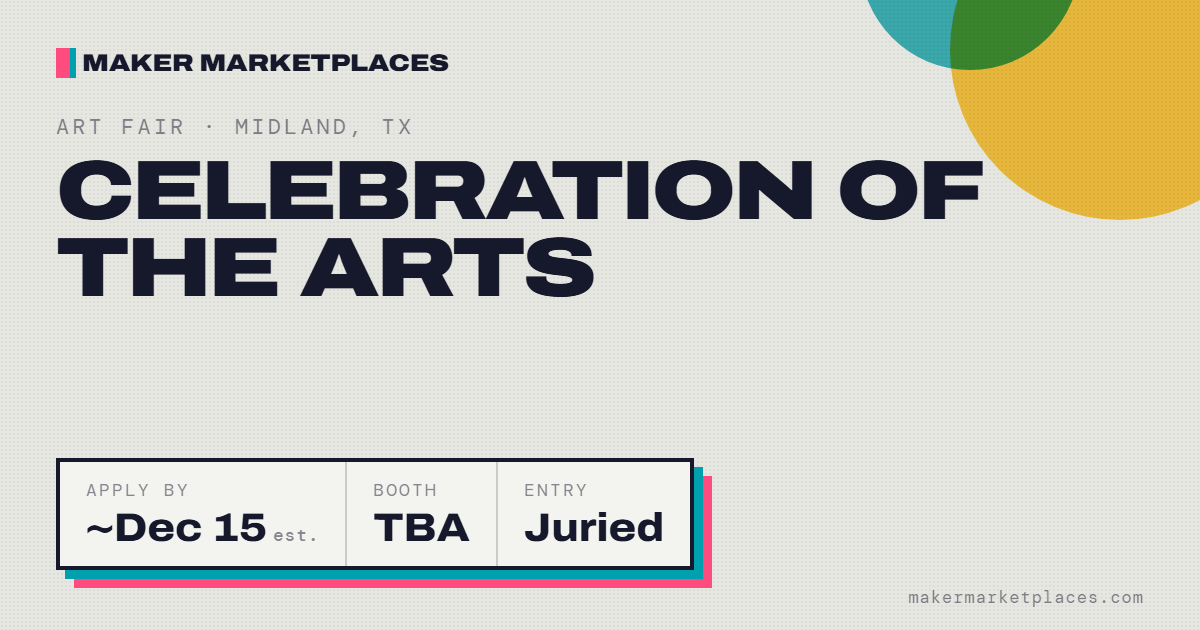 MAKER MARKETPLACES
ART FAIR · MIDLAND, TX
CELEBRATION OF
THE ARTS
APPLY BY
~Dec 15 est.
BOOTH
TBA
ENTRY
Juried
makermarketplaces.com